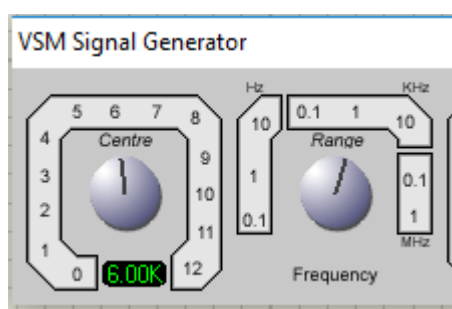 VSM Signal Generator
Hz KHz
5 6 7 8 10 0.1 1 10
4 Centre Range
3 9 1 0.1
2 10 0.1 1
1 11 MHz
0 6.00K 12 Frequency